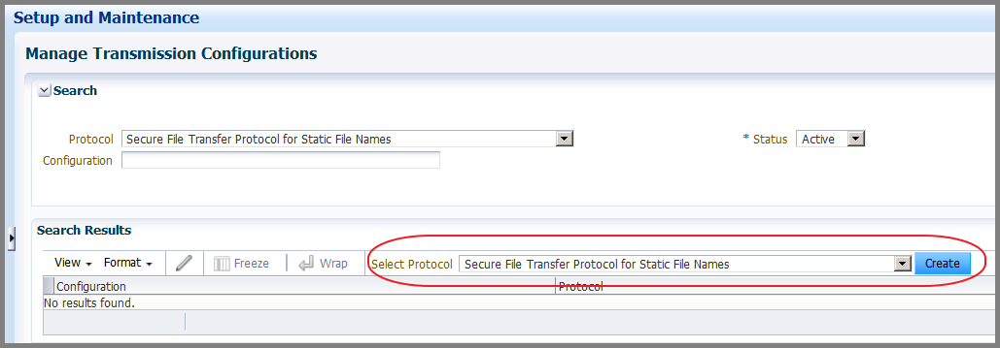 Setup and Maintenance
Manage Transmission Configurations
Search
Protocol Secure File Transfer Protocol for Static File Names * Status Active
Configuration
Search Results
View Format Freeze Wrap Select Protocol Secure File Transfer Protocol for Static File Names Create
Configuration Protocol
No results found.